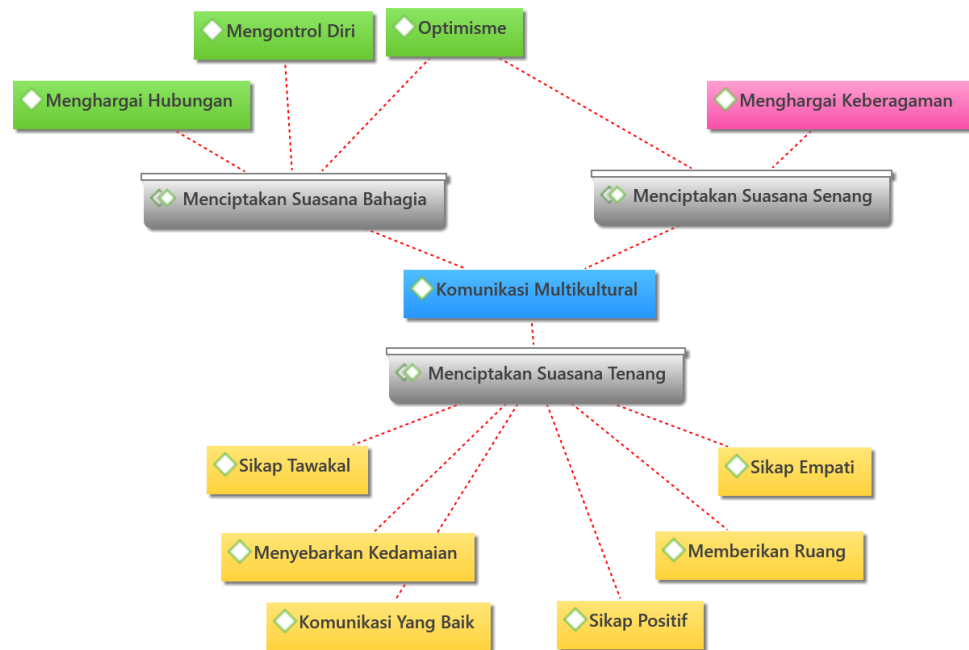 Mengontrol Diri
Optimisme
Menghargai Hubungan
Menghargai Keberagaman
Menciptakan Suasana Bahagia
Menciptakan Suasana Senang
Komunikasi Multikultural
Menciptakan Suasana Tenang
Sikap Tawakal
Sikap Empati
Menyebarkan Kedamaian
Memberikan Ruang
Komunikasi Yang Baik
Sikap Positif